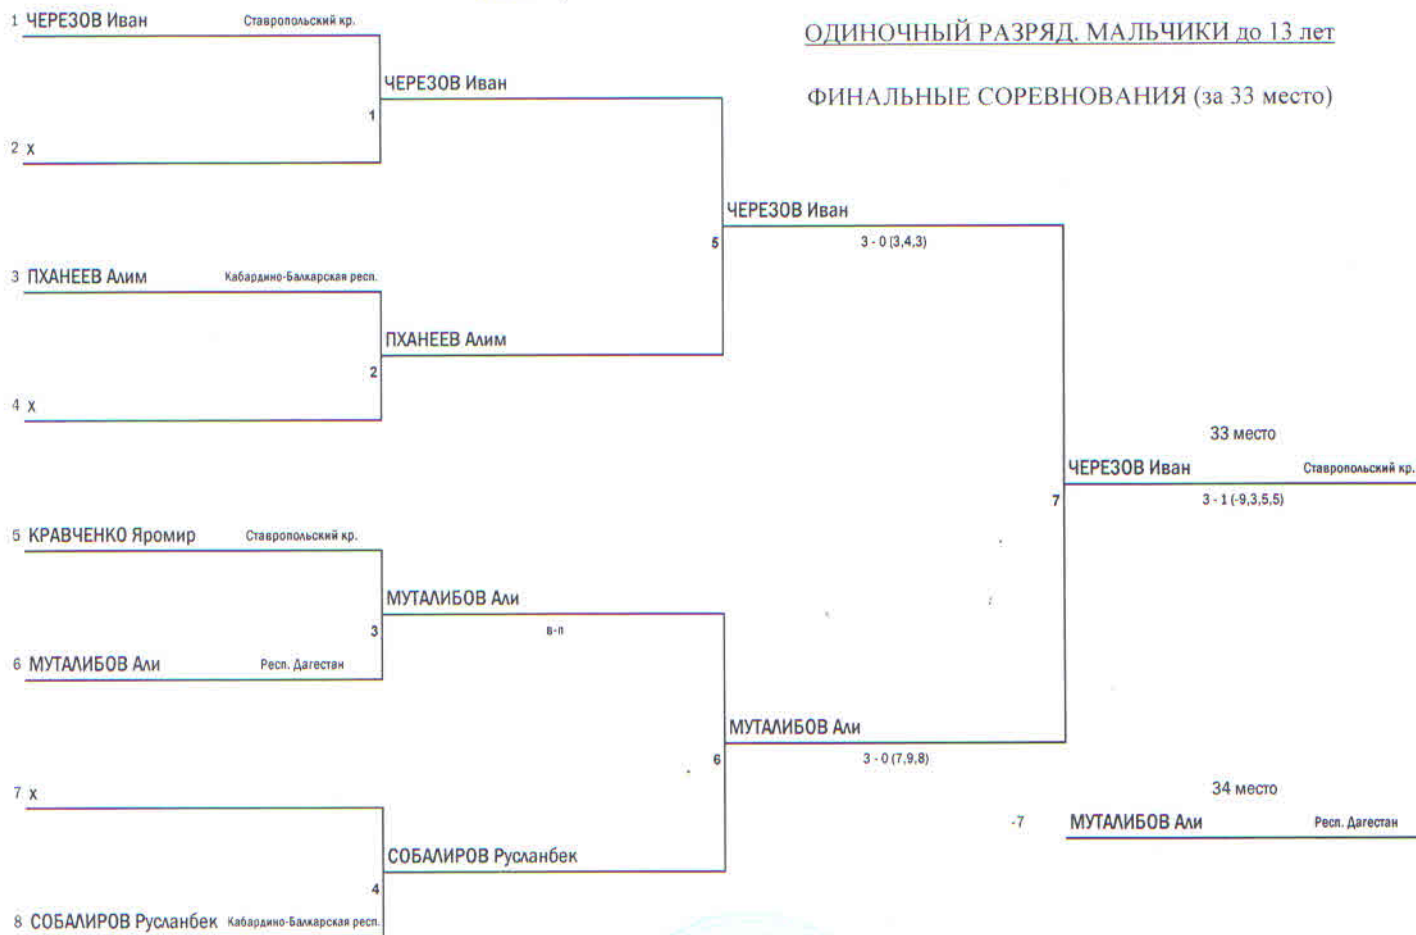 1 ЧЕРЕЗОВ Иван Ставропольский кр.
ОДИНОЧНЫЙ РАЗРЯД. МАЛЬЧИКИ до 13 лет
ЧЕРЕЗОВ Иван
ФИНАЛЬНЫЕ СОРЕВНОВАНИЯ (за 33 место)
1
2 X
ЧЕРЕЗОВ Иван
5
3 - 0 (3,4,3)
3 ПХАНЕЕВ Алим Кабардино-Балкарская респ.
ПХАНЕЕВ Алим
2
4 X
33 место
ЧЕРЕЗОВ Иван Ставропольский кр.
7
3 - 1 (-9,3,5,5)
5 КРАВЧЕНКО Яромир Ставропольский кр.
МУТАЛИБОВ Али
3
в-п
6 МУТАЛИБОВ Али Респ. Дагестан
МУТАЛИБОВ Али
6
3 - 0 (7,9,8)
7 X
34 место
-7 МУТАЛИБОВ Али Респ. Дагестан
СОБАЛИРОВ Русланбек
4
8 СОБАЛИРОВ Русланбек Кабардино-Балкарская респ.